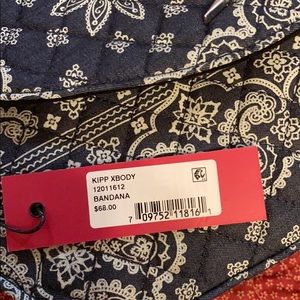 KIPP XBODY
12011612
BANDANA
$68.00
7 09752 11816 1